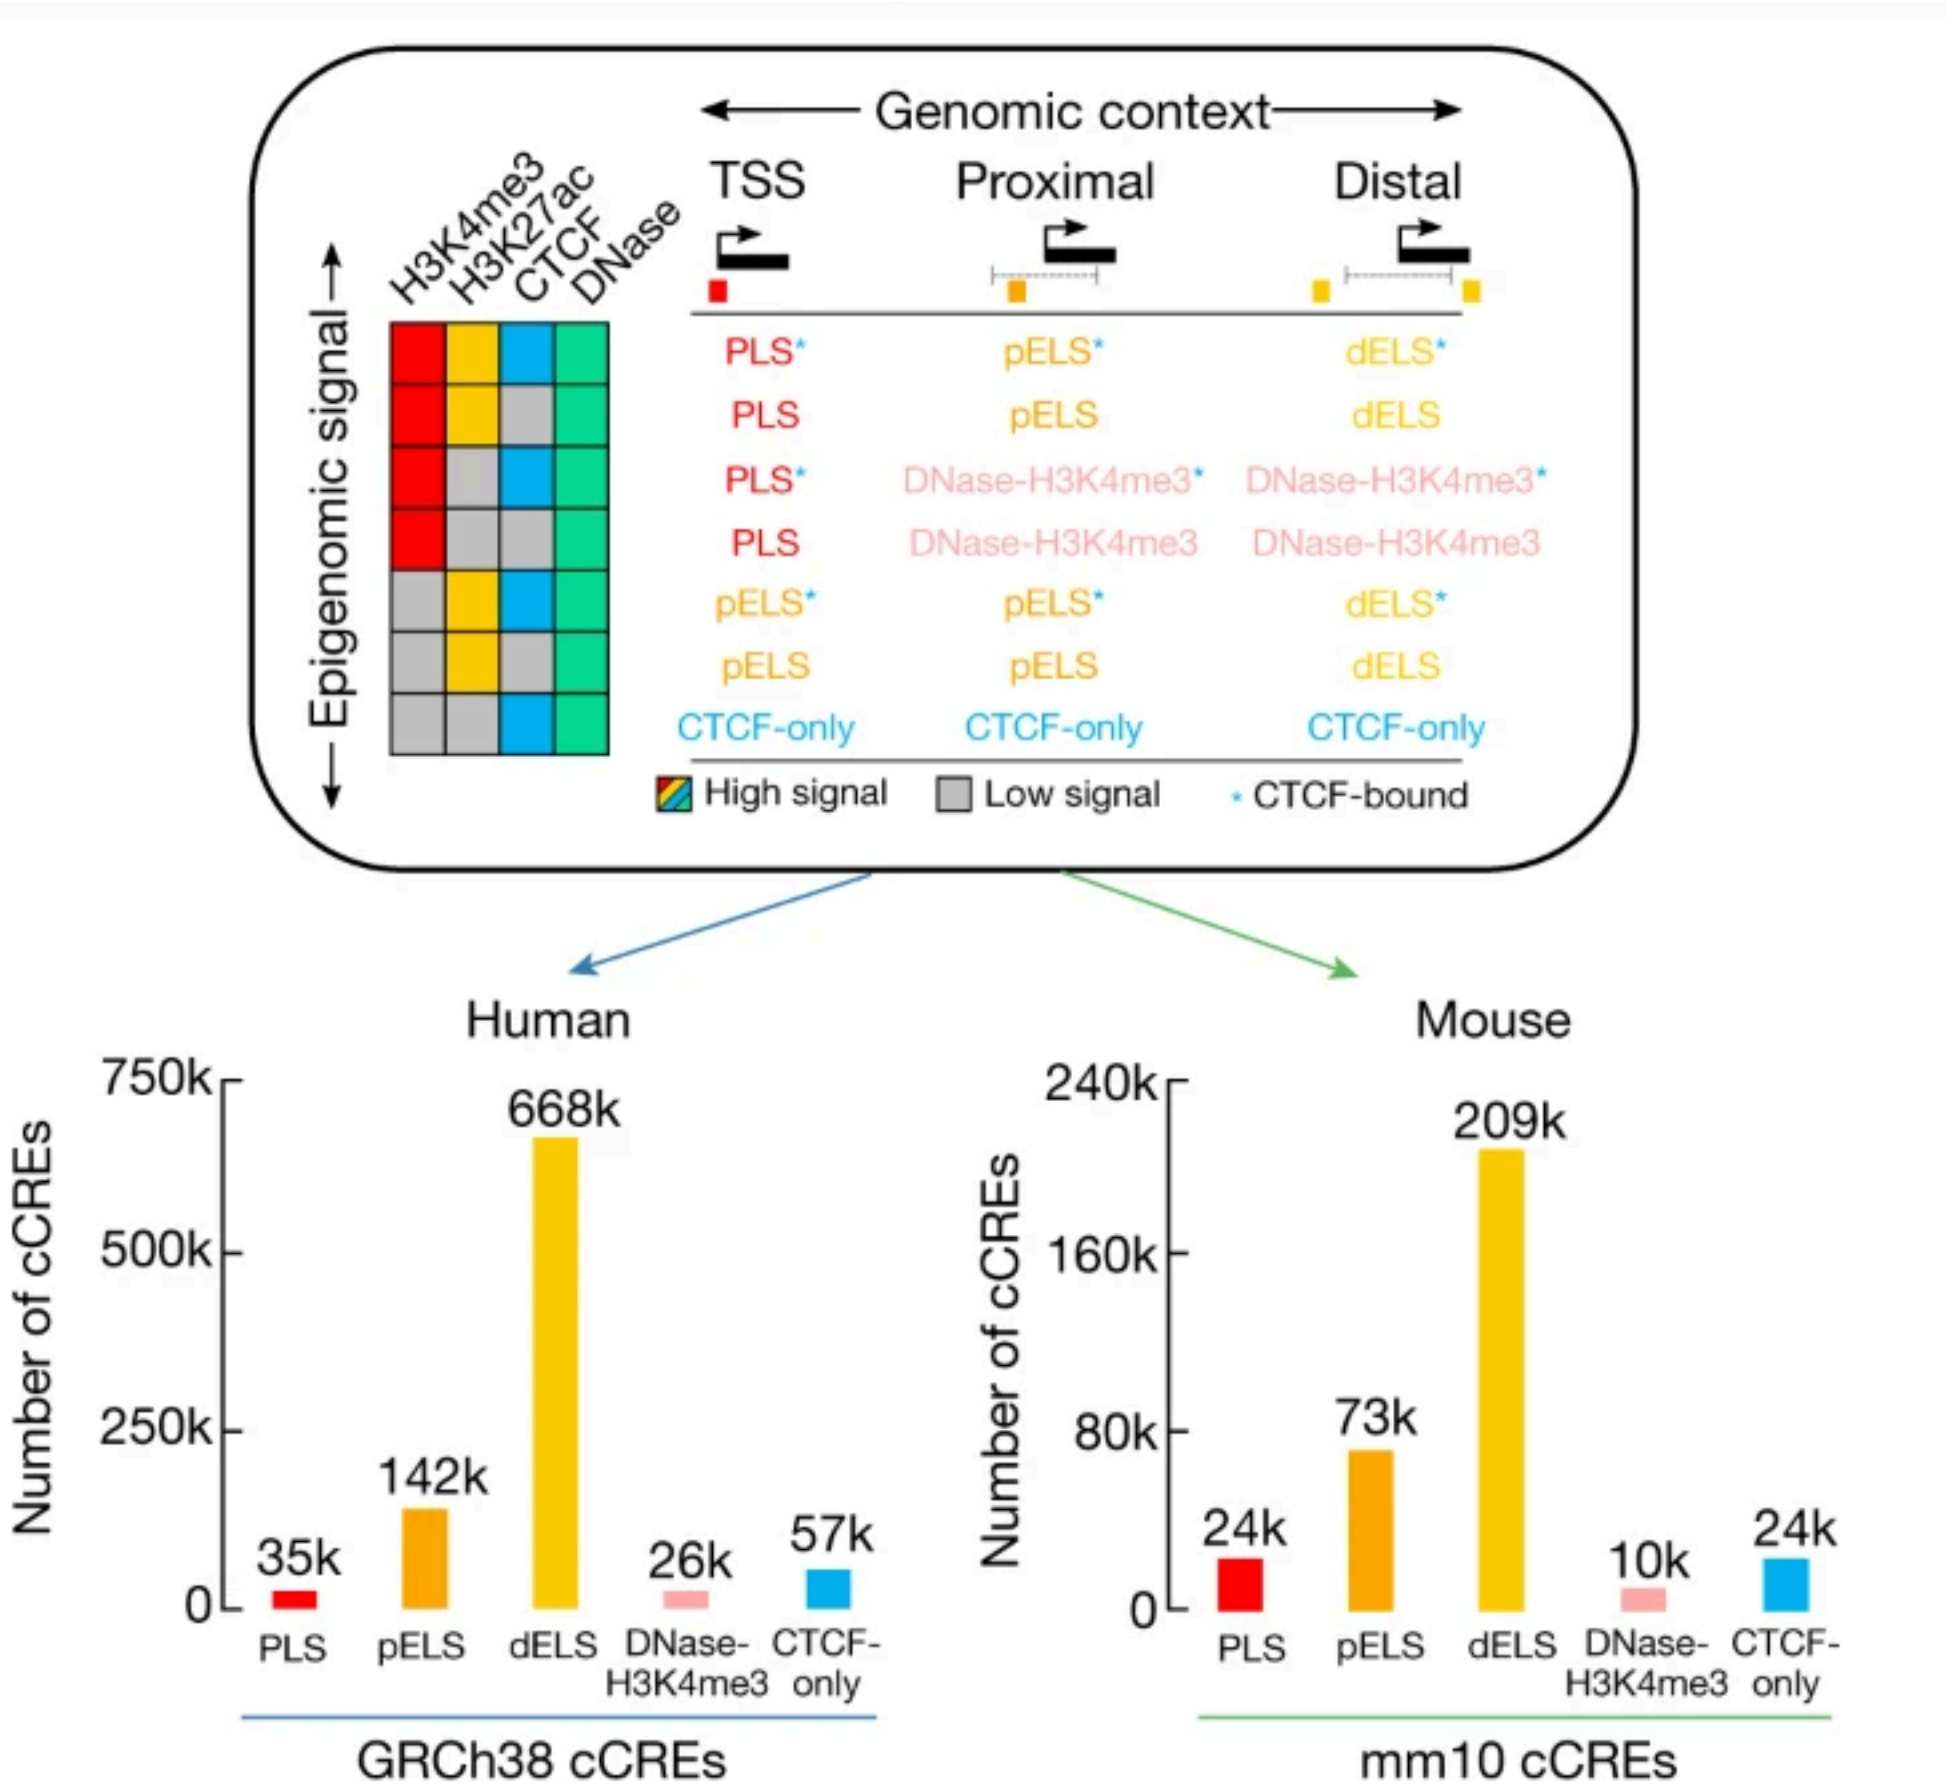 Genomic context
TSS Proximal Distal
H3K4me3
H3K27ac
CTCF
DNase
Epigenomic signal
PLS* pELS* dELS*
PLS pELS dELS
PLS* DNase-H3K4me3* DNase-H3K4me3*
PLS DNase-H3K4me3 DNase-H3K4me3
pELS* pELS* dELS*
pELS pELS dELS
CTCF-only CTCF-only CTCF-only
High signal Low signal * CTCF-bound
Human
Number of cCREs
750k
500k
250k
0
35k
142k
668k
26k
57k
PLS pELS dELS DNase- CTCF-
H3K4me3 only
GRCh38 cCREs
Mouse
Number of cCREs
240k
160k
80k
0
24k
73k
209k
10k
24k
PLS pELS dELS DNase- CTCF-
H3K4me3 only
mm10 cCREs